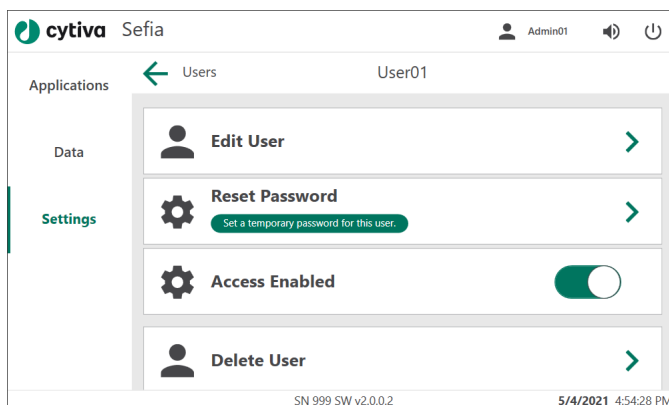 cytiva Sefia Admin01
Applications
Data
Settings
Users User01
Edit User
Reset Password
Set a temporary password for this user.
Access Enabled
Delete User
SN 999 SW v2.0.0.2 5/4/2021 4:54:28 PM